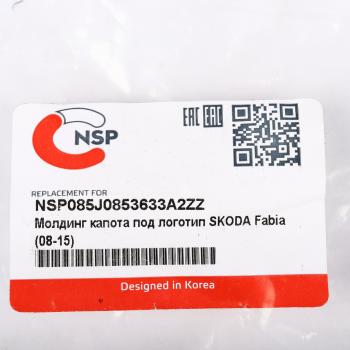 NSP
EAC EAC
REPLACEMENT FOR
NSP085J0853633A2ZZ
Молдинг капота под логотип SKODA Fabia
(08-15)
Designed in Korea